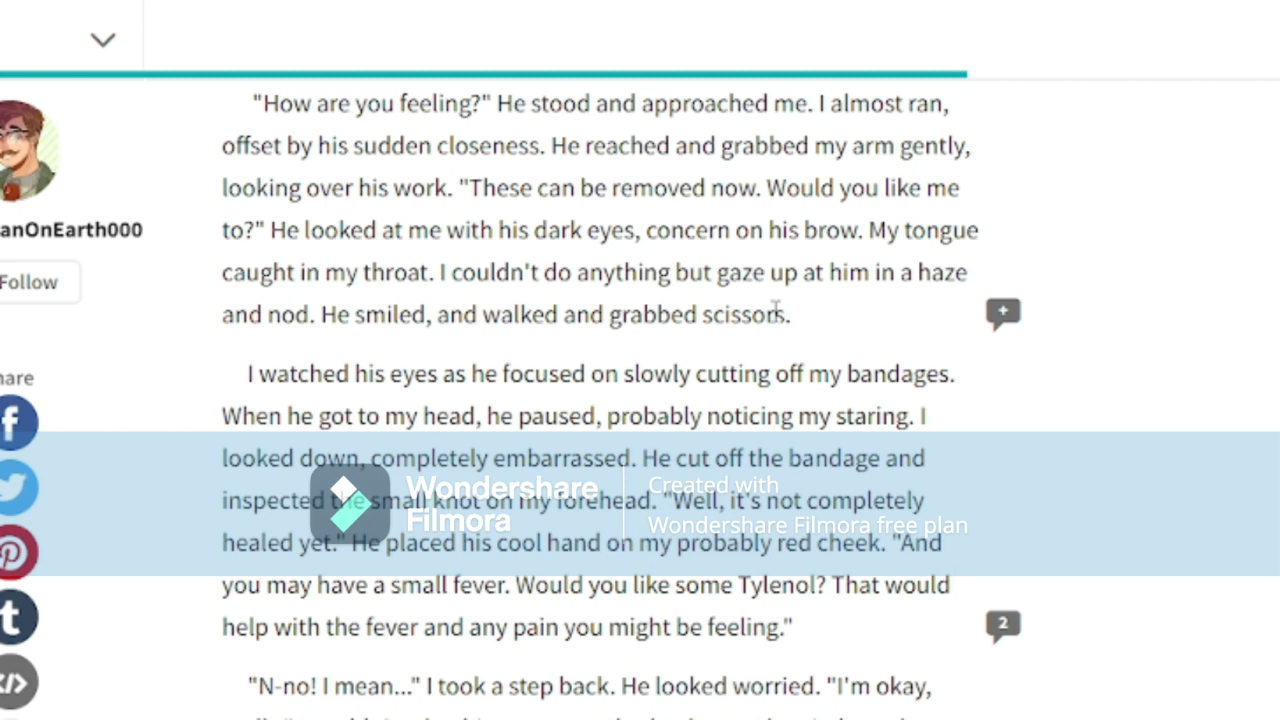 "How are you feeling?" He stood and approached me. I almost ran,
offset by his sudden closeness. He reached and grabbed my arm gently,
looking over his work. "These can be removed now. Would you like me
anOnEarth000
to?" He looked at me with his dark eyes, concern on his brow. My tongue
Follow
caught in my throat. I couldn't do anything but gaze up at him in a haze
and nod. He smiled, and walked and grabbed scissors.
+
hare
I watched his eyes as he focused on slowly cutting off my bandages.
When he got to my head, he paused, probably noticing my staring. I
looked down, completely embarrassed. He cut off the bandage and
Wondershare
Filmora
Created with
Wondershare Filmora free plan
inspected the small knot on my forehead. "Well, it's not completely
healed yet." He placed his cool hand on my probably red cheek. "And
you may have a small fever. Would you like some Tylenol? That would
help with the fever and any pain you might be feeling."
2
"N-no! I mean..." I took a step back. He looked worried. "I'm okay,